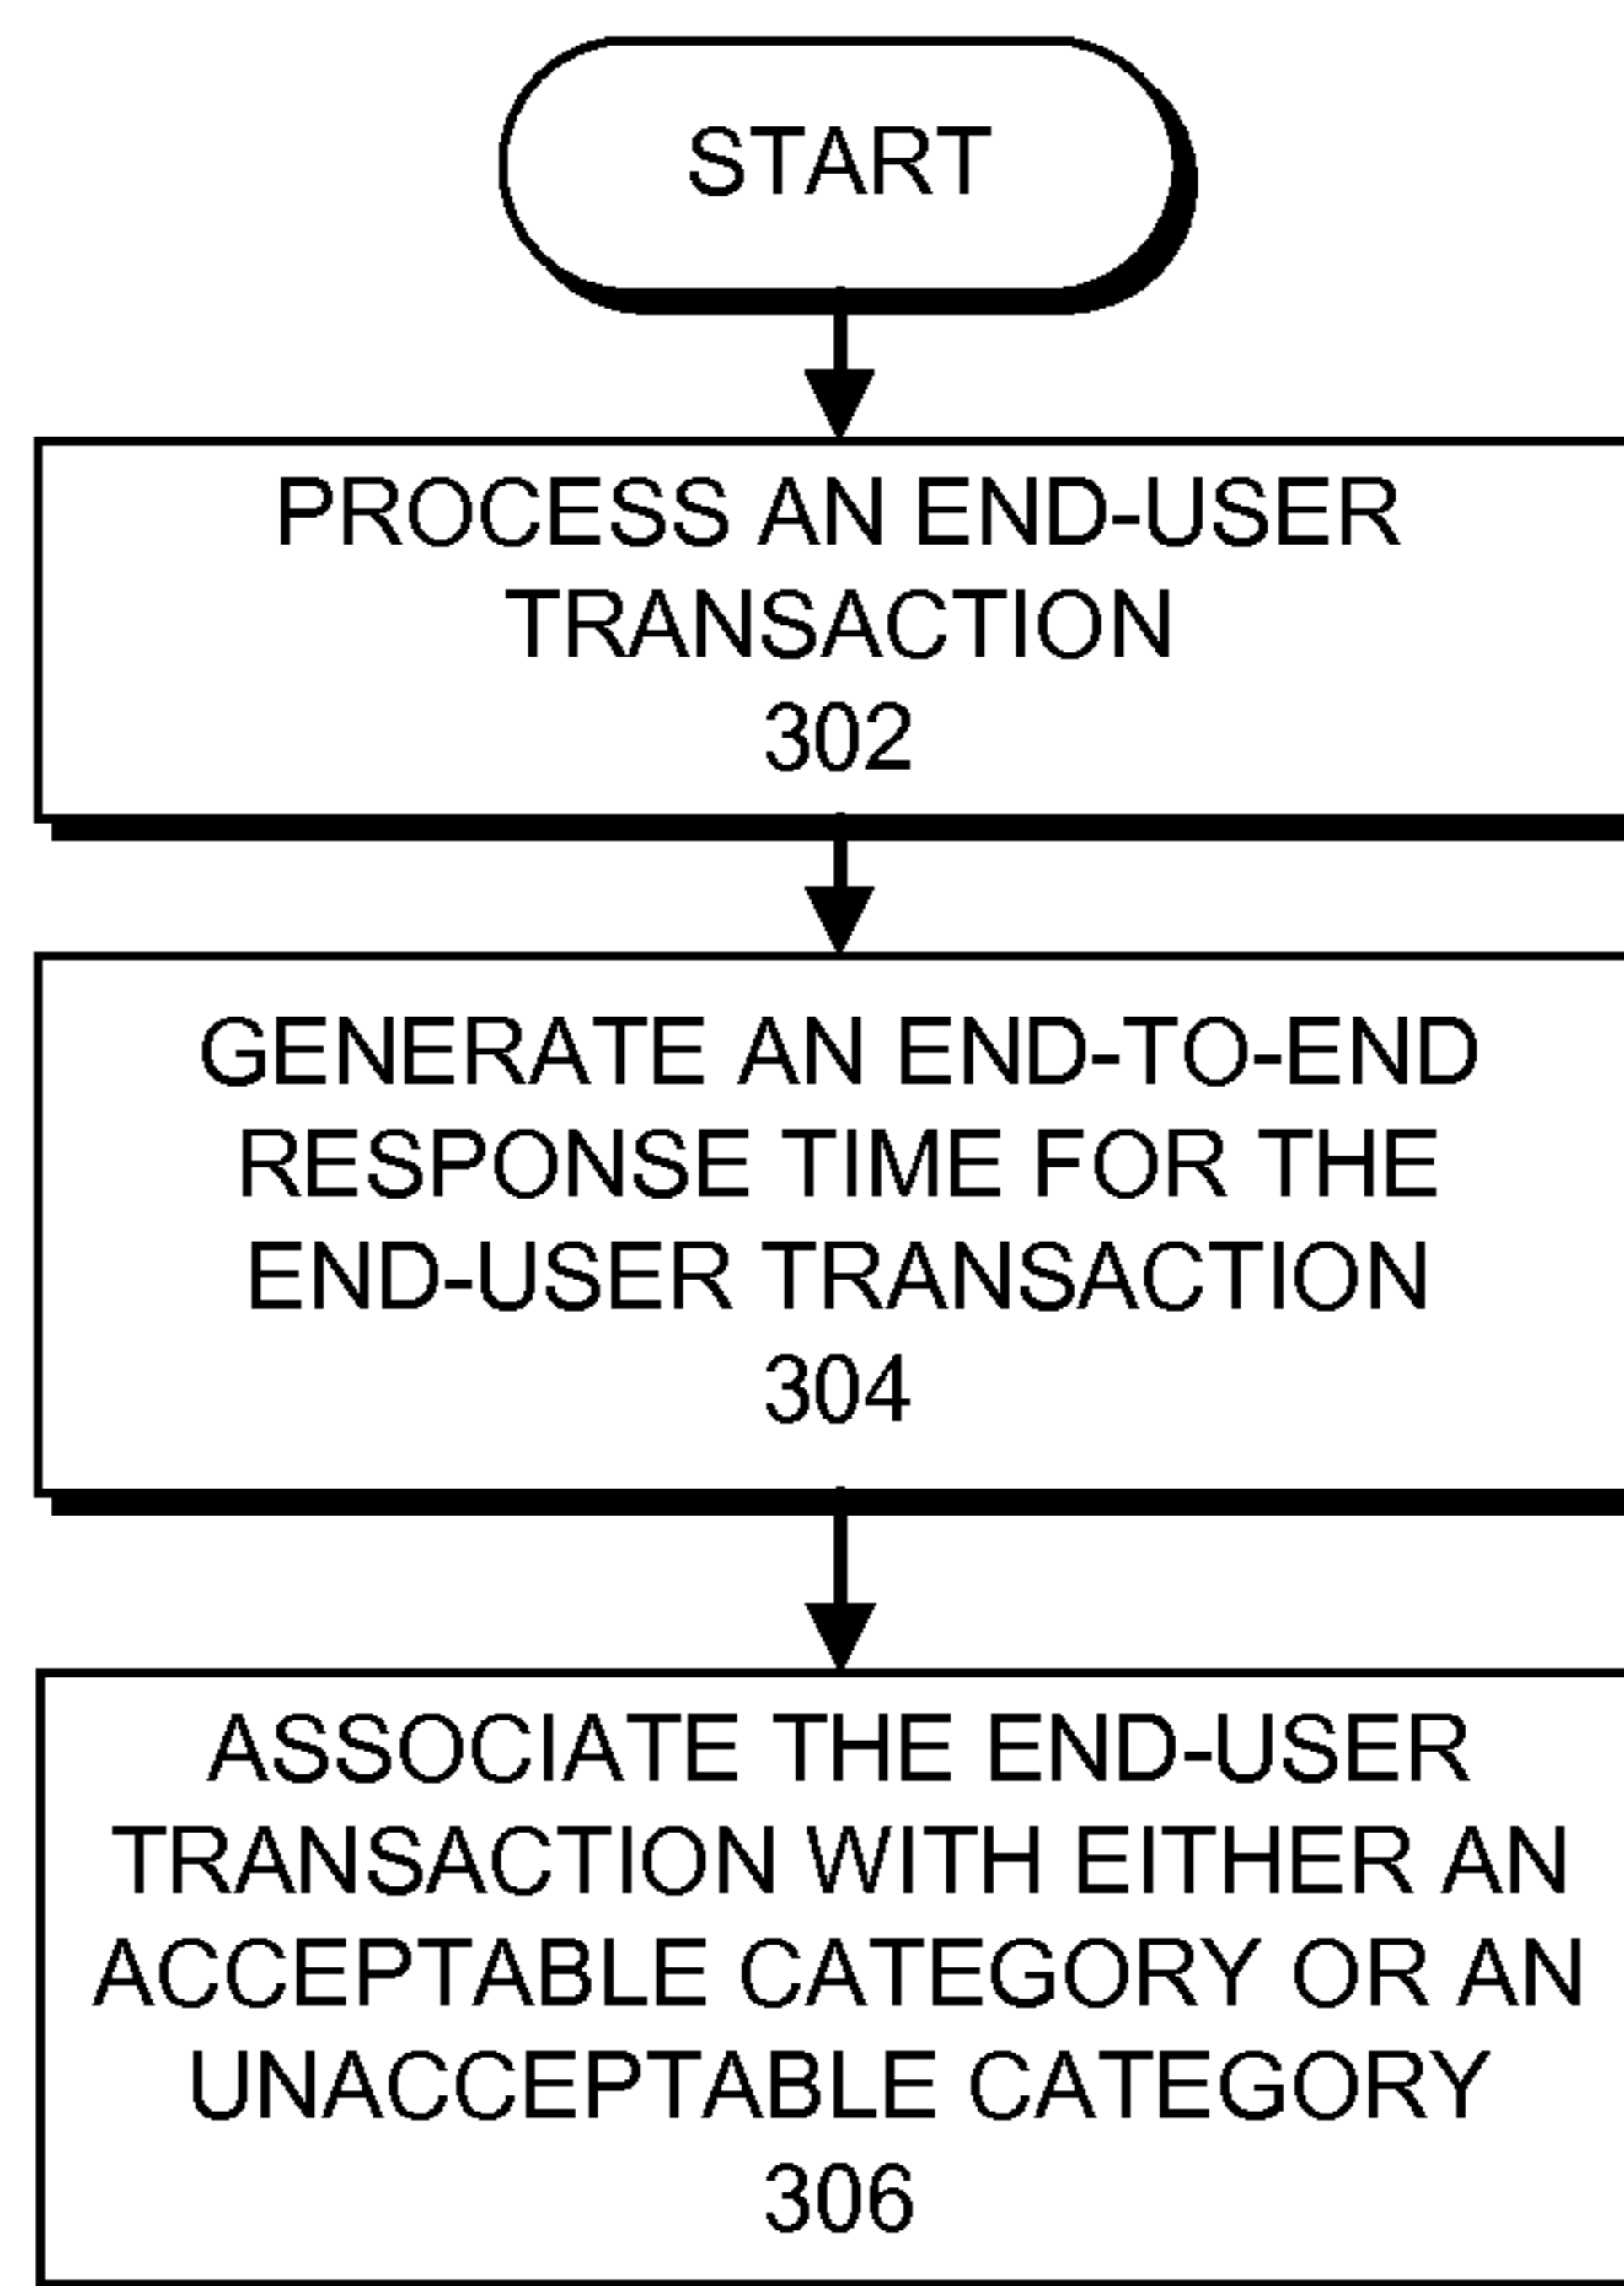 START
PROCESS AN END-USER
TRANSACTION
302
GENERATE AN END-TO-END
RESPONSE TIME FOR THE
END-USER TRANSACTION
304
ASSOCIATE THE END-USER
TRANSACTION WITH EITHER AN
ACCEPTABLE CATEGORY OR AN
UNACCEPTABLE CATEGORY
306